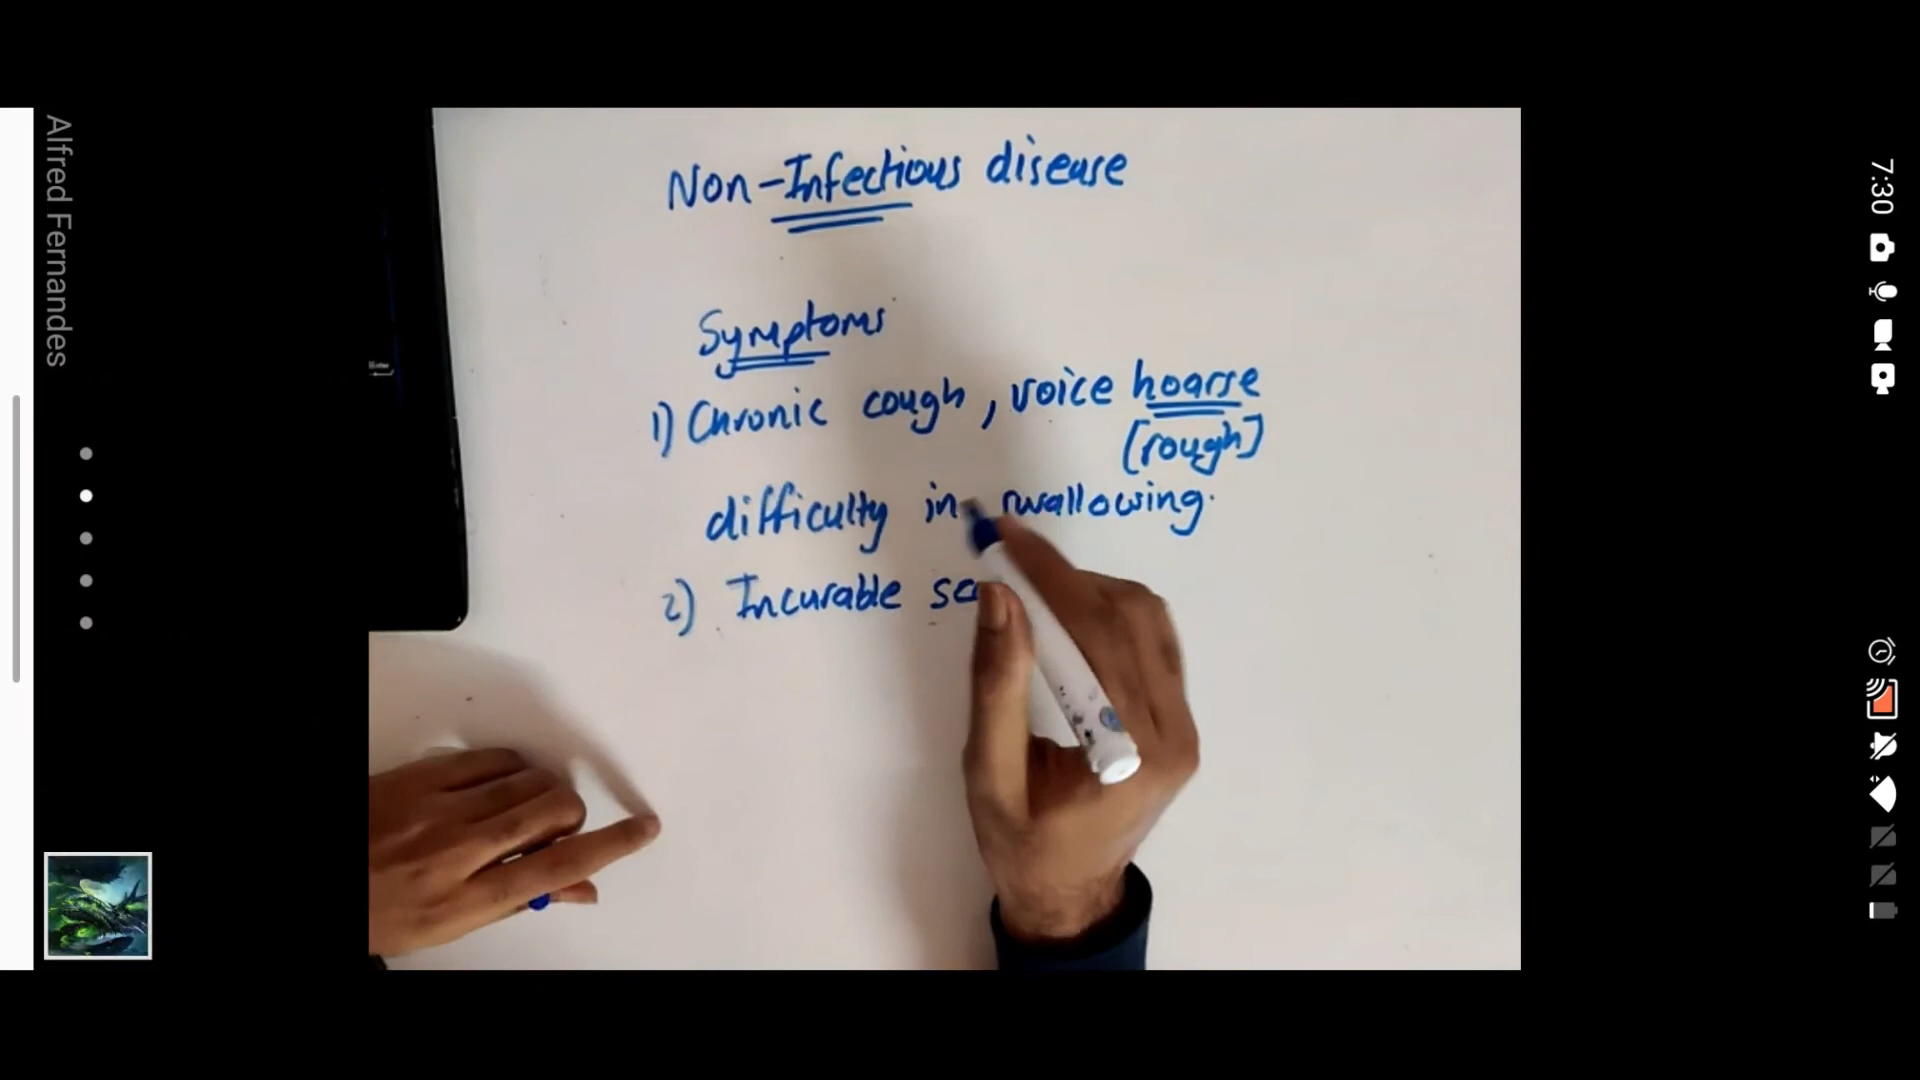 Alfred Fernandes
Non-Infectious disease
Symptoms
1) Chronic cough, voice hoarse
[rough]
difficulty in swallowing.
2) Incurable
7:30